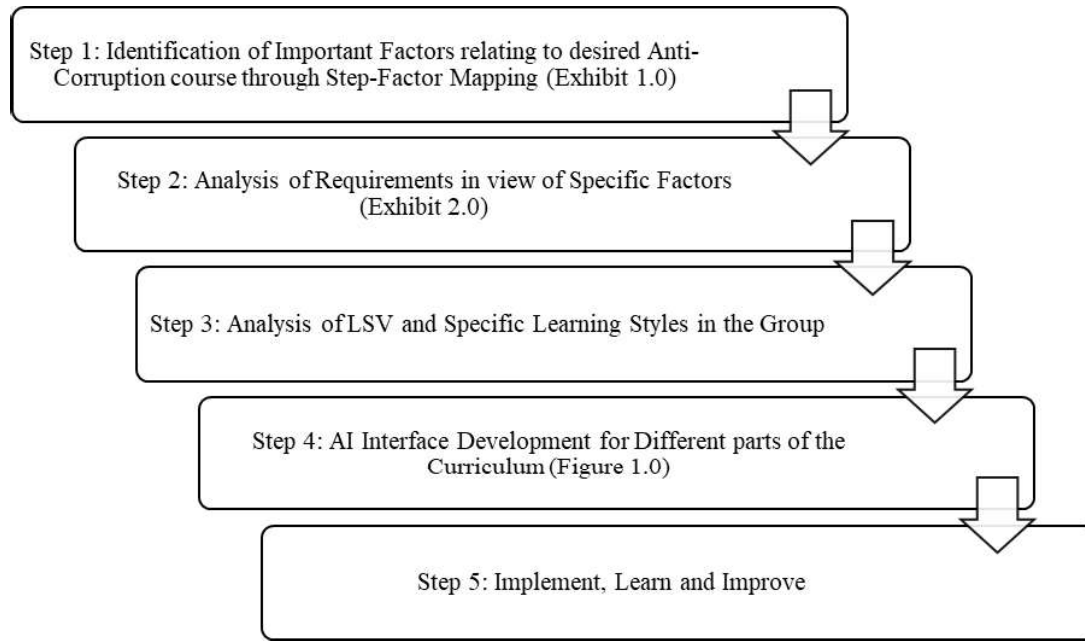 Step 1: Identification of Important Factors relating to desired Anti-
Corruption course through Step-Factor Mapping (Exhibit 1.0)
Step 2: Analysis of Requirements in view of Specific Factors
(Exhibit 2.0)
Step 3: Analysis of LSV and Specific Learning Styles in the Group
Step 4: AI Interface Development for Different parts of the
Curriculum (Figure 1.0)
Step 5: Implement, Learn and Improve